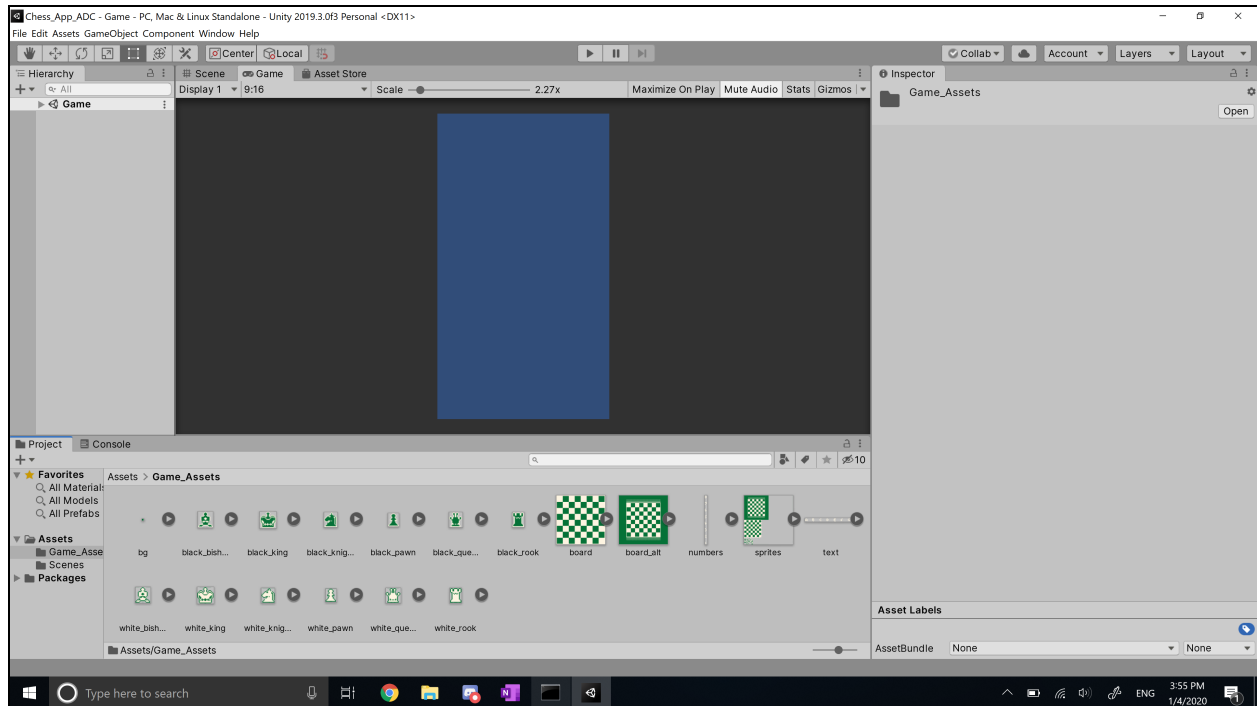 Chess_App_ADC - Game - PC, Mac & Linux Standalone - Unity 2019.3.0f3 Personal <DX11>
File Edit Assets GameObject Component Window Help
Center Local Collab Account Layers Layout
Hierarchy
All
Game
Scene Game Asset Store
Display 1 9:16 Scale 2.27x Maximize On Play Mute Audio Stats Gizmos
Inspector
Game_Assets
Open
Project Console
10
Favorites
All Materials
All Models
All Prefabs
Assets
Game_Asse
Scenes
Packages
Assets > Game_Assets
bg black_bish... black_king black_knig... black_pawn black_que... black_rook board board_alt numbers sprites text
white_bish... white_king white_knig... white_pawn white_que... white_rook
Assets/Game_Assets
Asset Labels
AssetBundle None None
Type here to search
N
ENG
3:55 PM
1/4/2020
1